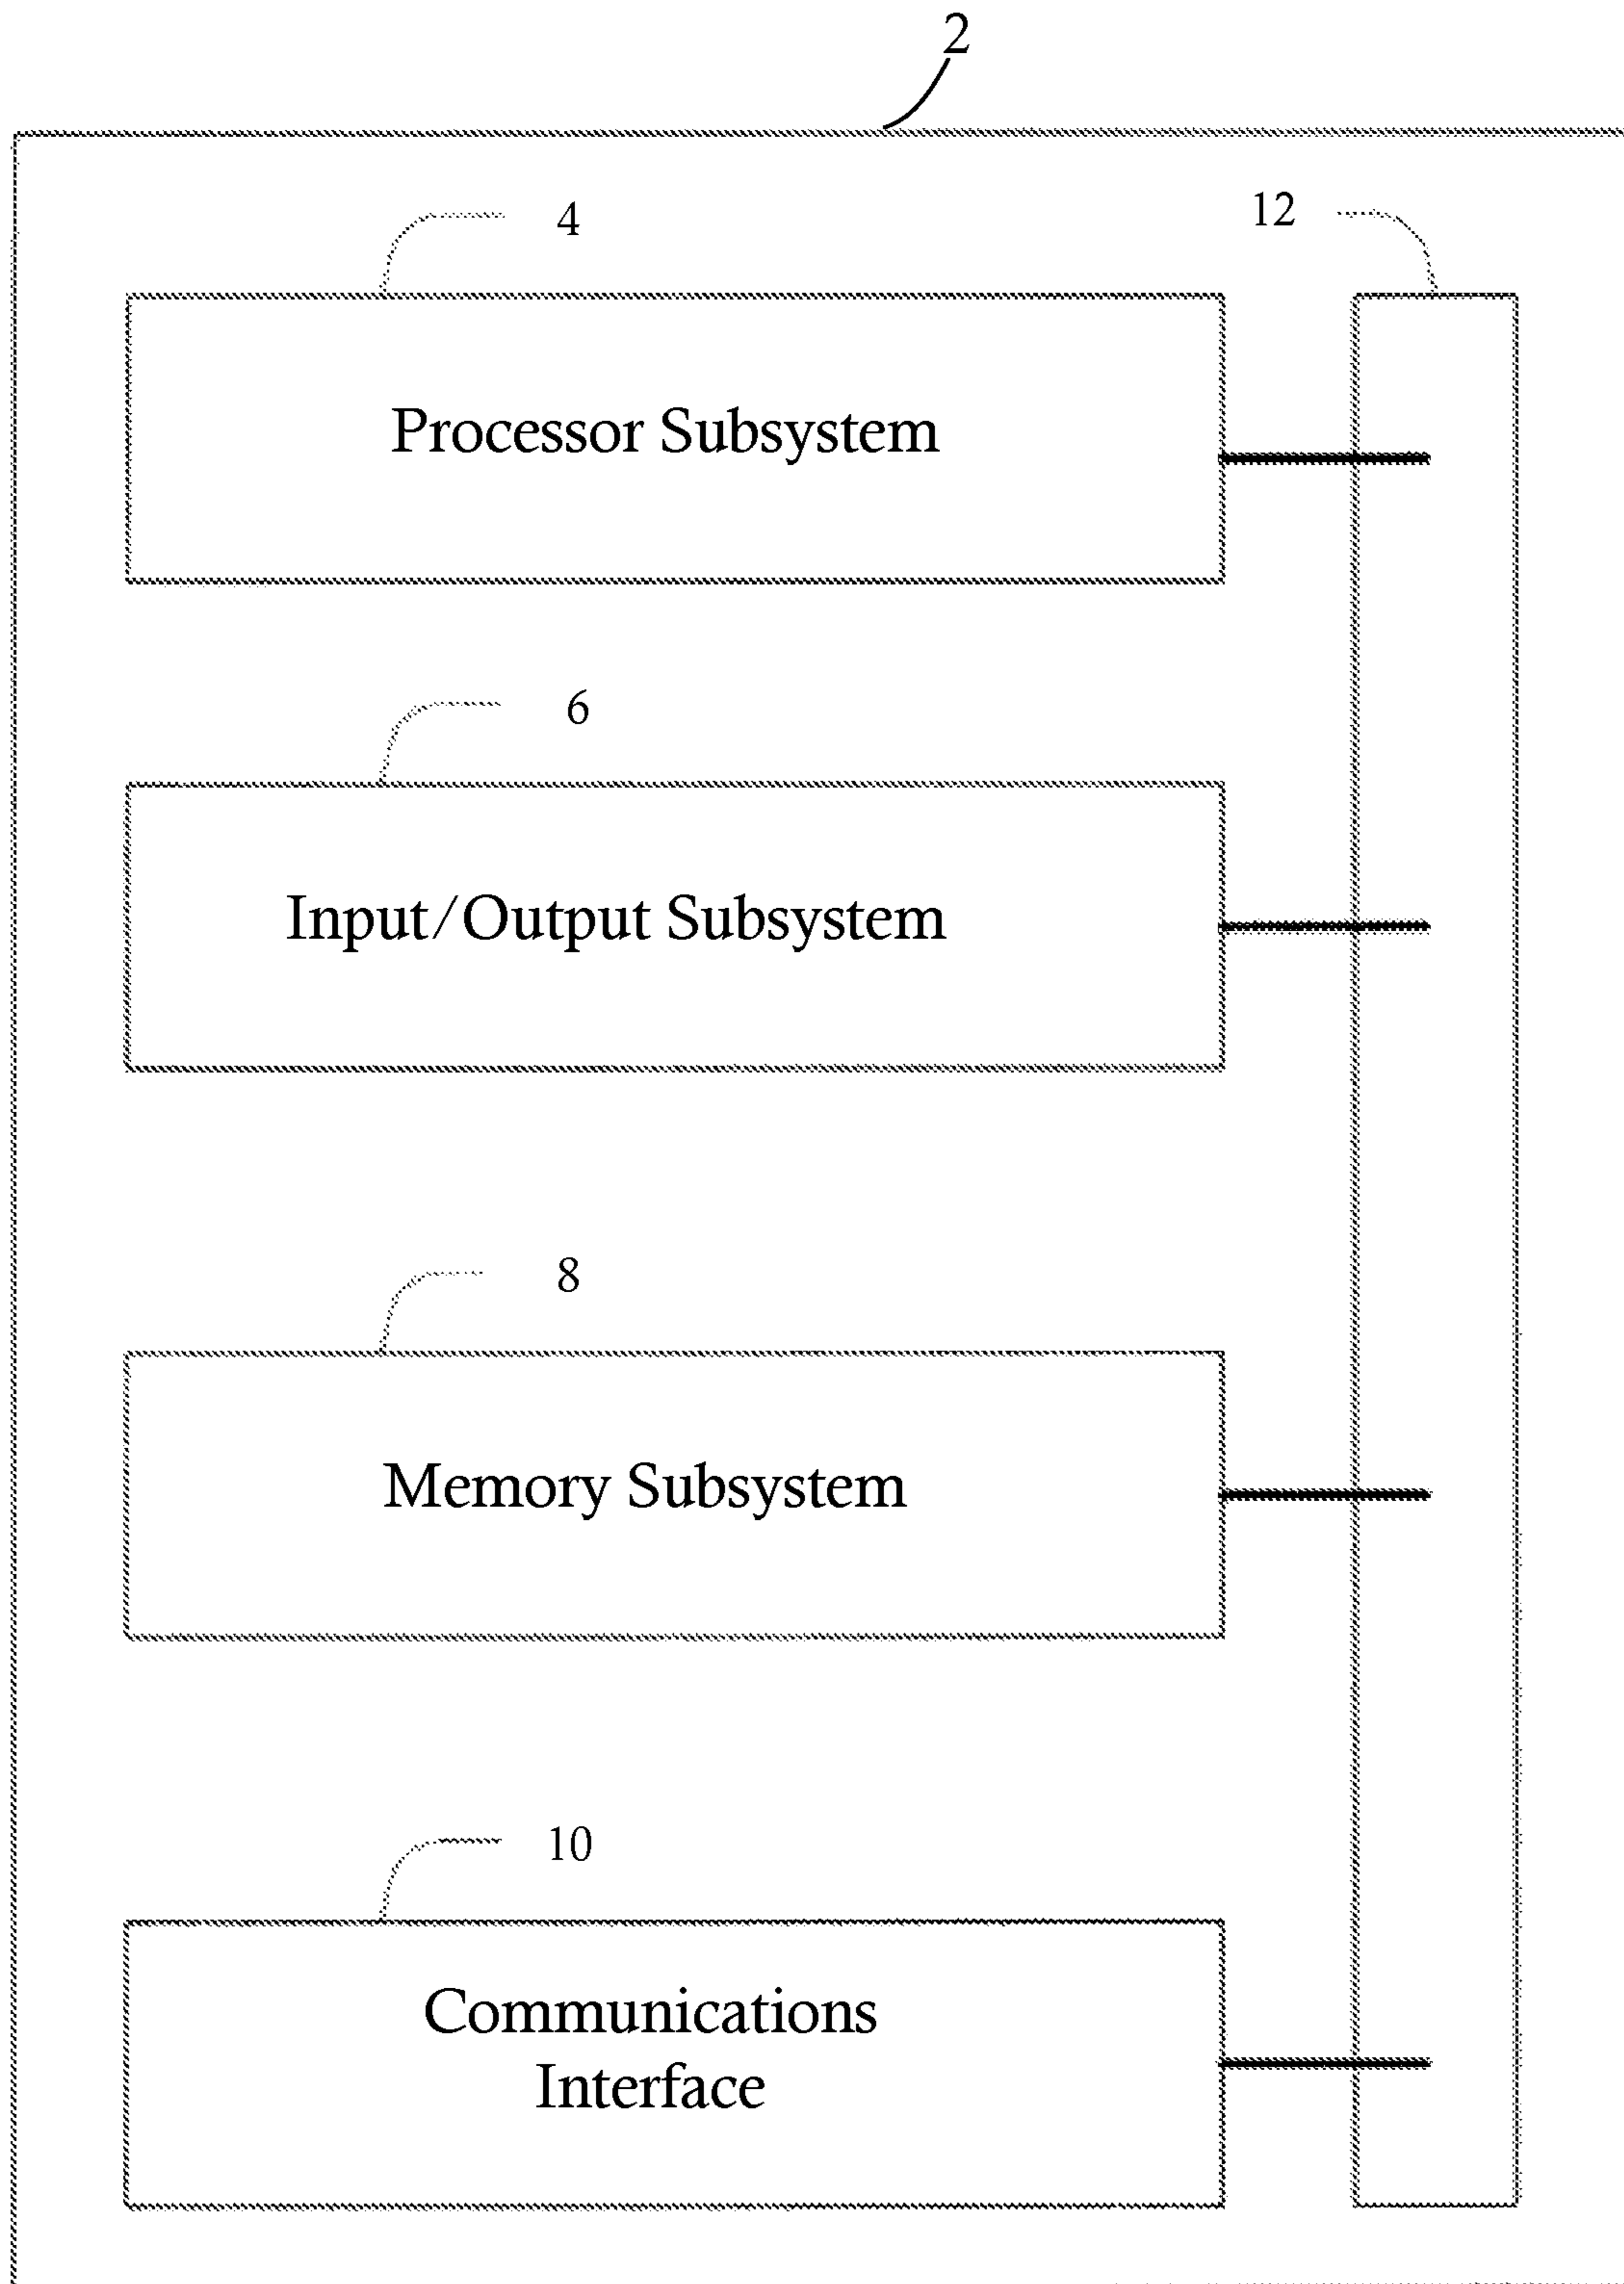 2
4
12
Processor Subsystem
6
Input/Output Subsystem
8
Memory Subsystem
10
Communications
Interface